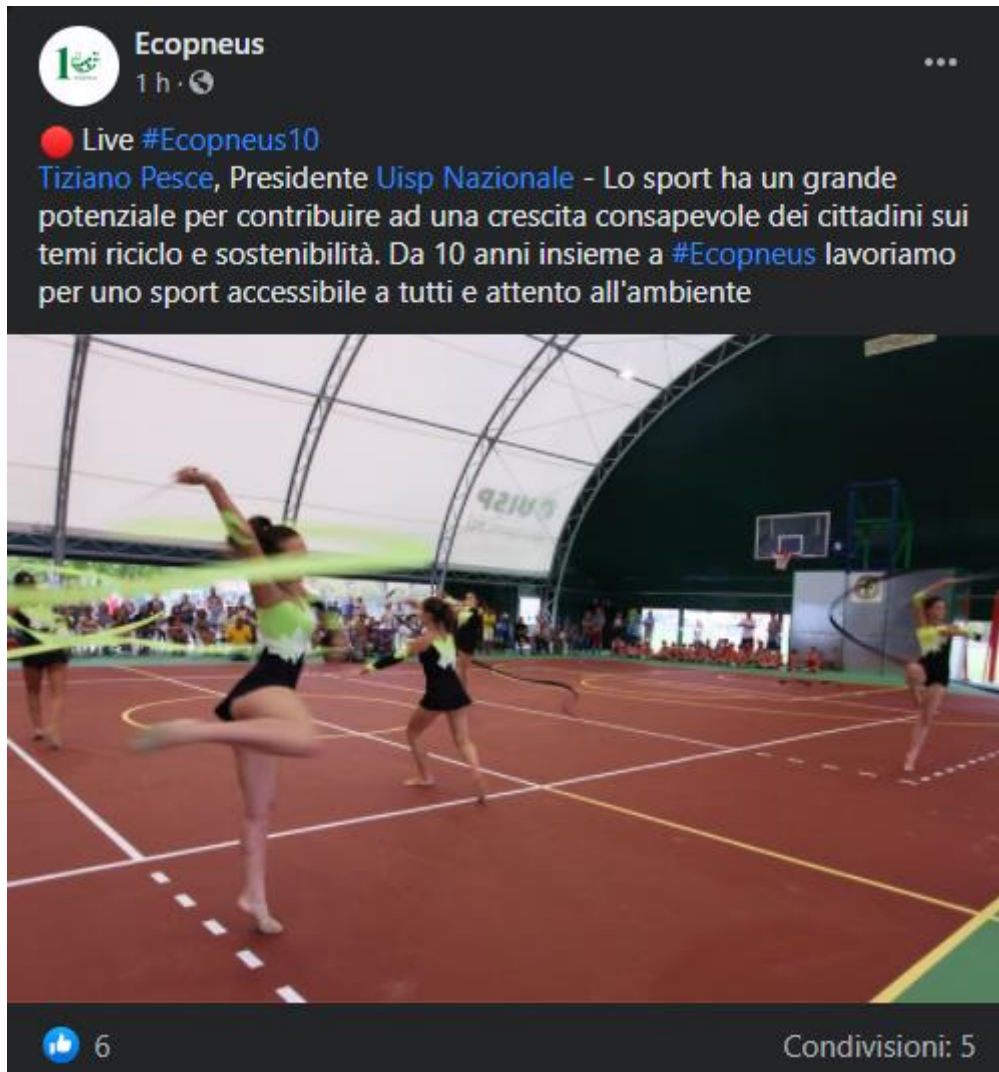 Ecopneus
1 h ·
Live #Ecopneus10
Tiziano Pesce, Presidente Uisp Nazionale - Lo sport ha un grande
potenziale per contribuire ad una crescita consapevole dei cittadini sui
temi riciclo e sostenibilità. Da 10 anni insieme a #Ecopneus lavoriamo
per uno sport accessibile a tutti e attento all'ambiente
UISP
6
Condivisioni: 5